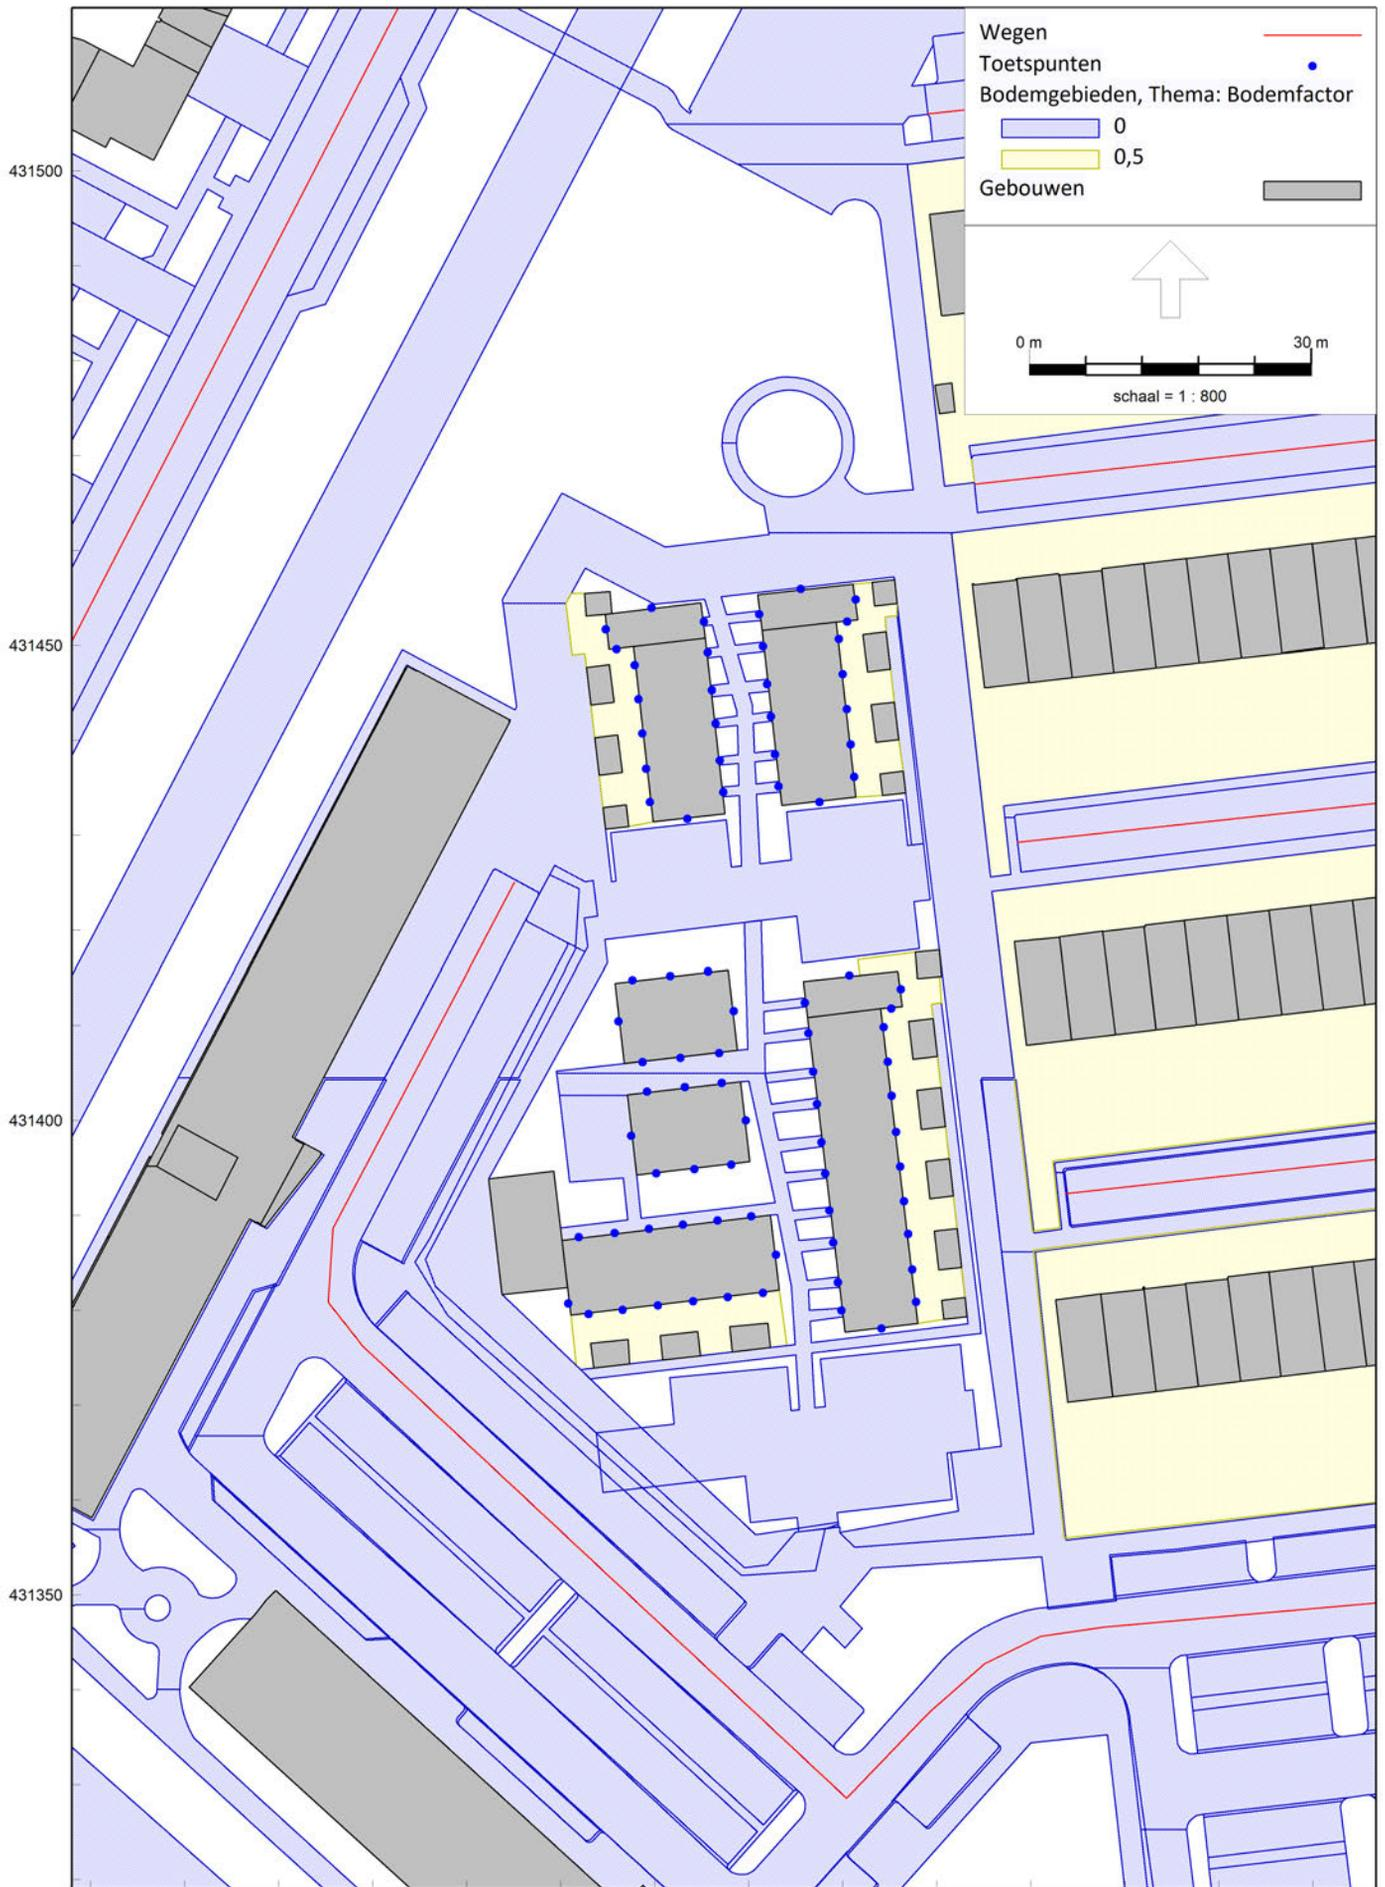 Wegen
Toetspunten
Bodemgebieden, Thema: Bodemfactor
0
0,5
Gebouwen
0 m 30 m
schaal = 1 : 800
431500
431450
431400
431350